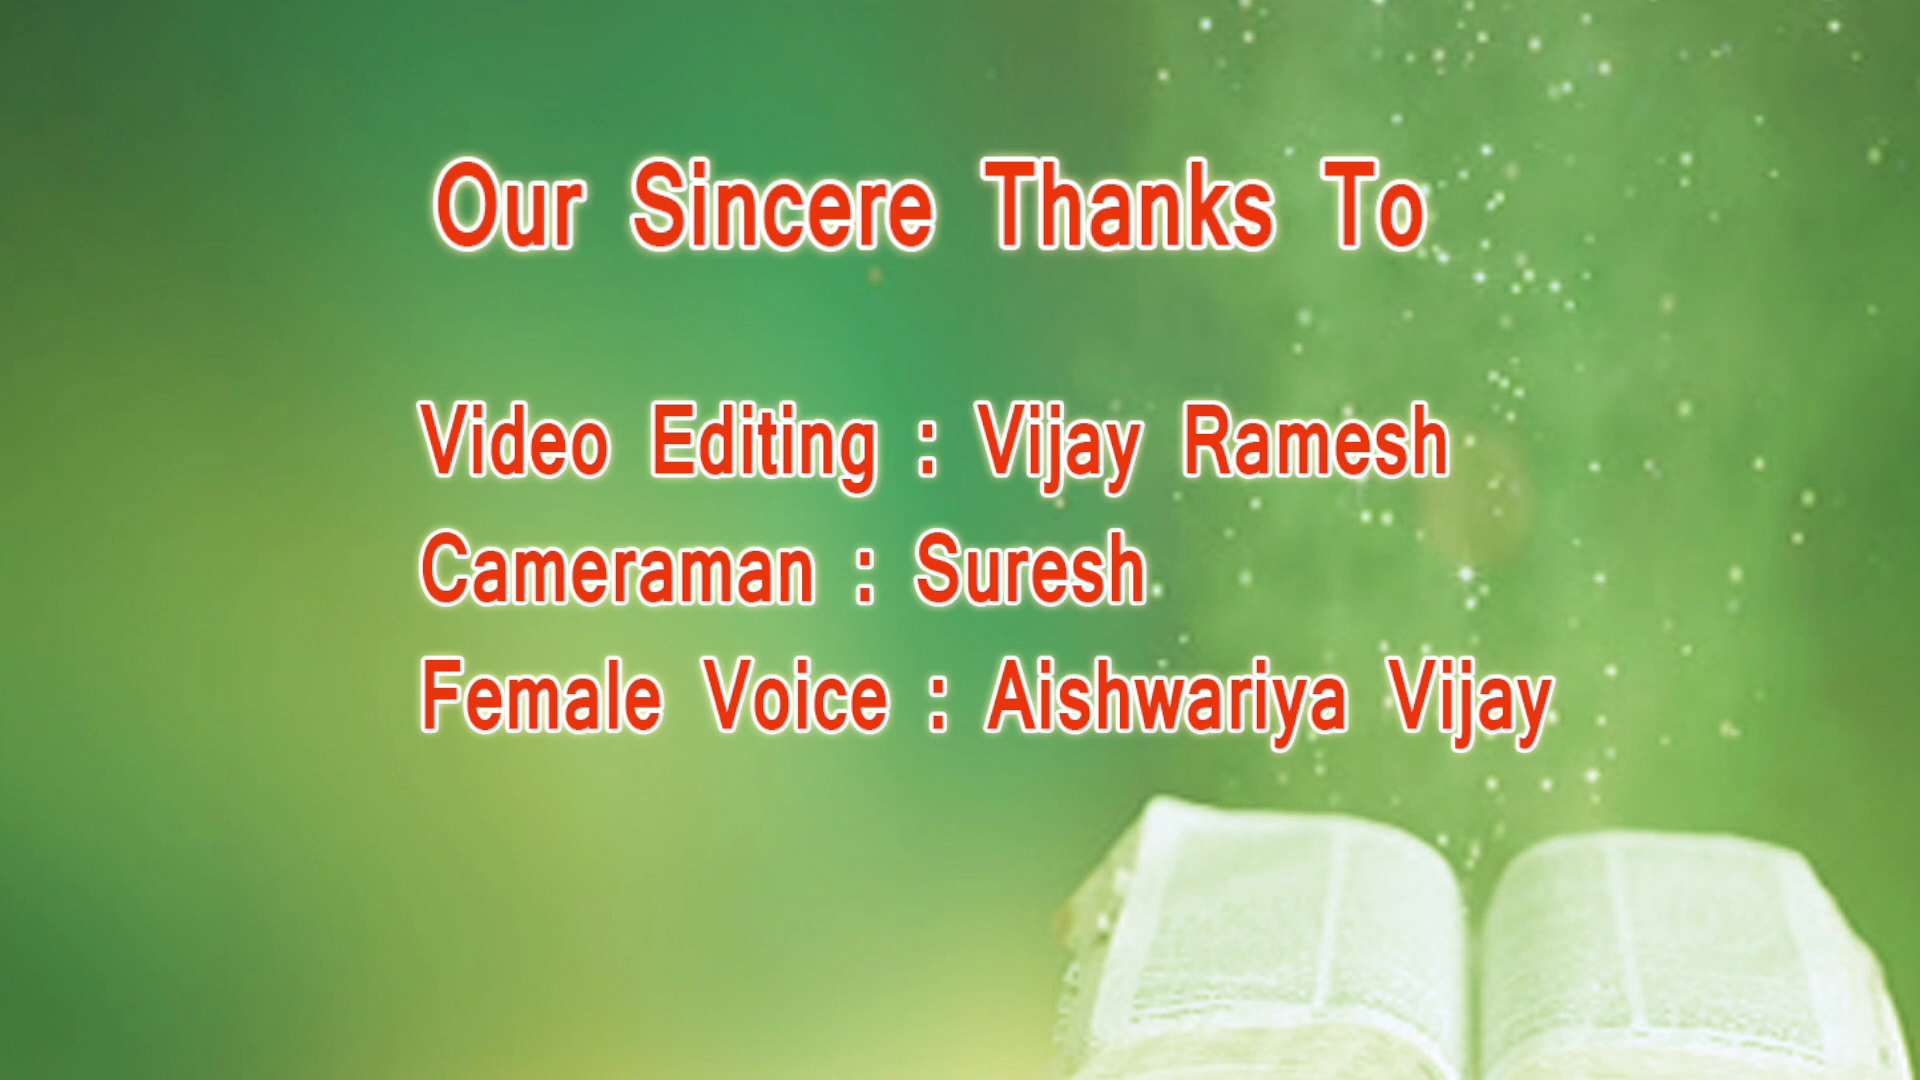 Our Sincere Thanks To
Video Editing : Vijay Ramesh
Cameraman : Suresh
Female Voice : Aishwariya Vijay